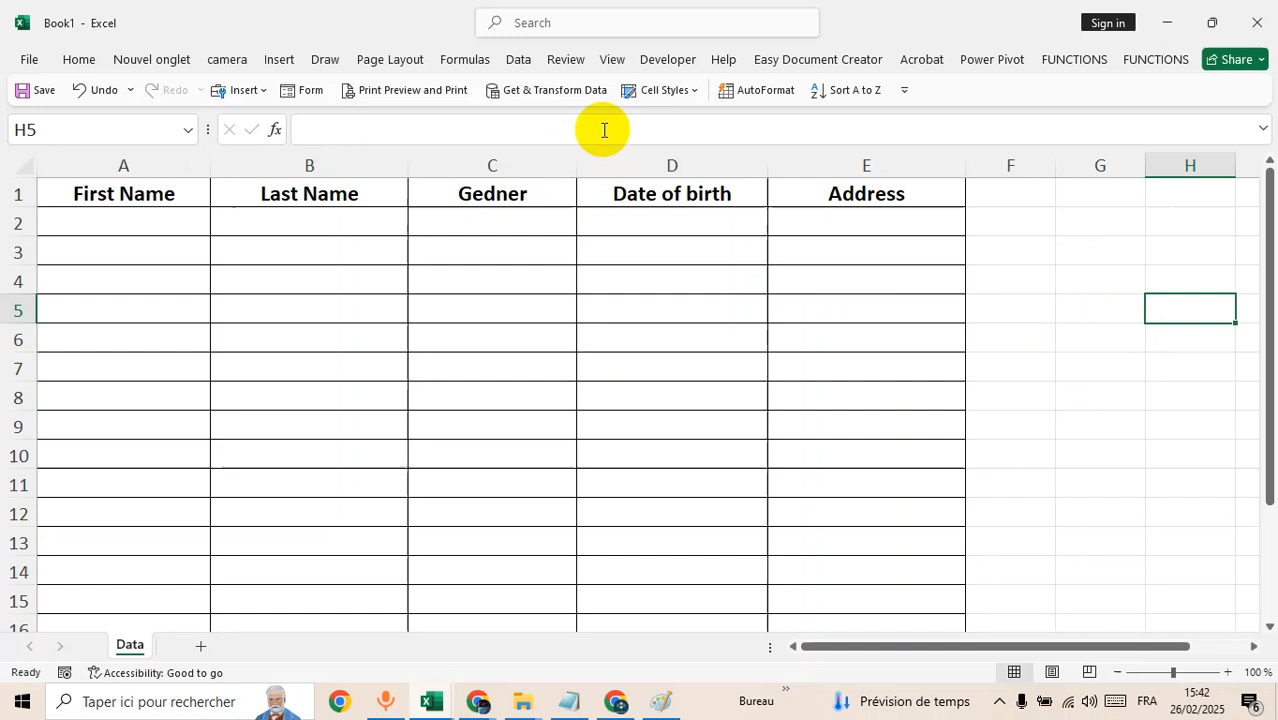 Book1 - Excel
Search
Sign in
File Home Nouvel onglet camera Insert Draw Page Layout Formulas Data Review View Developer Help Easy Document Creator Acrobat Power Pivot FUNCTIONS FUNCTIONS Share
Save Undo Redo Insert Form Print Preview and Print Get & Transform Data Cell Styles AutoFormat Sort A to Z
H5 fx
A B C D E F G H
1 First Name Last Name Gedner Date of birth Address
2
3
4
5
6
7
8
9
10
11
12
13
14
15
16
Data
Ready Accessibility: Good to go 100 %
Taper ici pour rechercher Bureau Prévision de temps FRA 15:42
26/02/2025 6